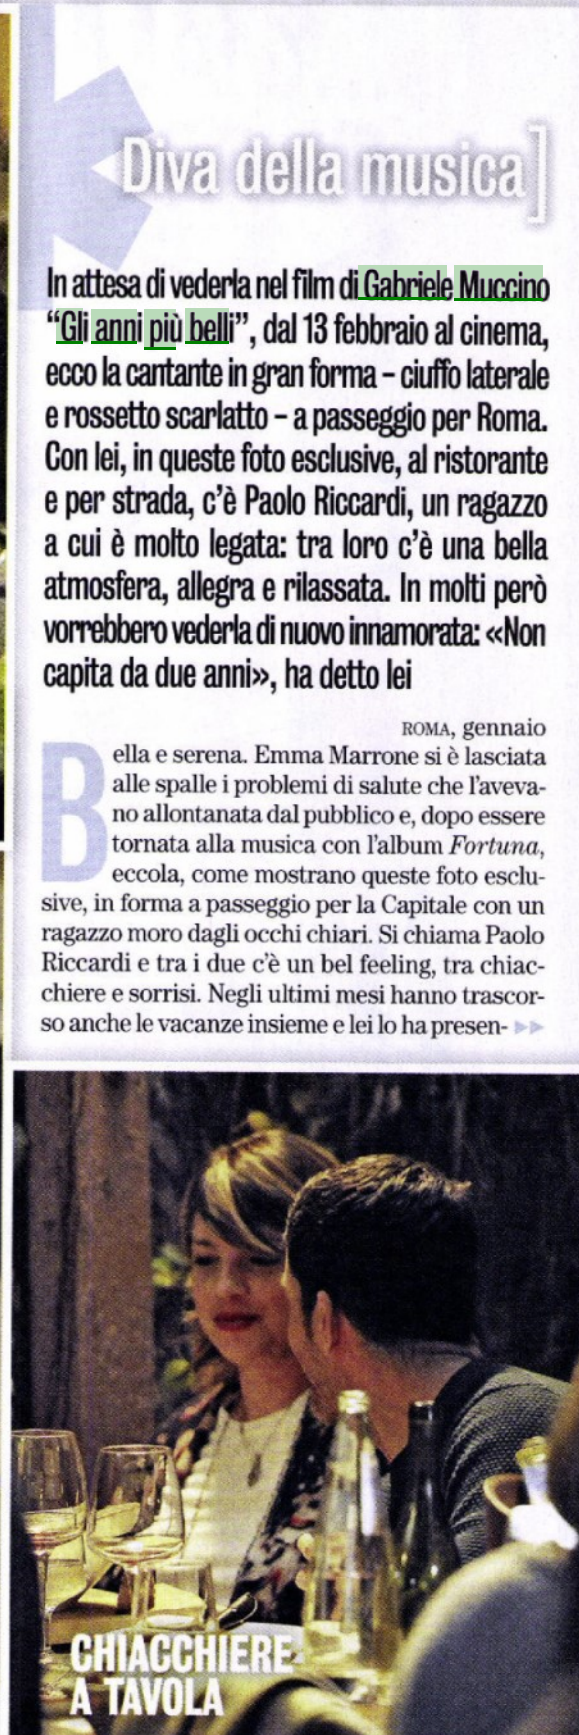 Diva della musica]
In attesa di vederla nel film di Gabriele Muccino
“Gli anni più belli”, dal 13 febbraio al cinema,
ecco la cantante in gran forma – ciuffo laterale
e rossetto scarlatto – a passeggio per Roma.
Con lei, in queste foto esclusive, al ristorante
e per strada, c’è Paolo Riccardi, un ragazzo
a cui è molto legata: tra loro c’è una bella
atmosfera, allegra e rilassata. In molti però
vorrebbero vederla di nuovo innamorata: «Non
capita da due anni», ha detto lei
ROMA, gennaio
Bella e serena. Emma Marrone si è lasciata
alle spalle i problemi di salute che l’aveva-
no allontanata dal pubblico e, dopo essere
tornata alla musica con l’album Fortuna,
eccola, come mostrano queste foto esclu-
sive, in forma a passeggio per la Capitale con un
ragazzo moro dagli occhi chiari. Si chiama Paolo
Riccardi e tra i due c’è un bel feeling, tra chiac-
chiere e sorrisi. Negli ultimi mesi hanno trascor-
so anche le vacanze insieme e lei lo ha presen-
CHIACCHIERE
A TAVOLA